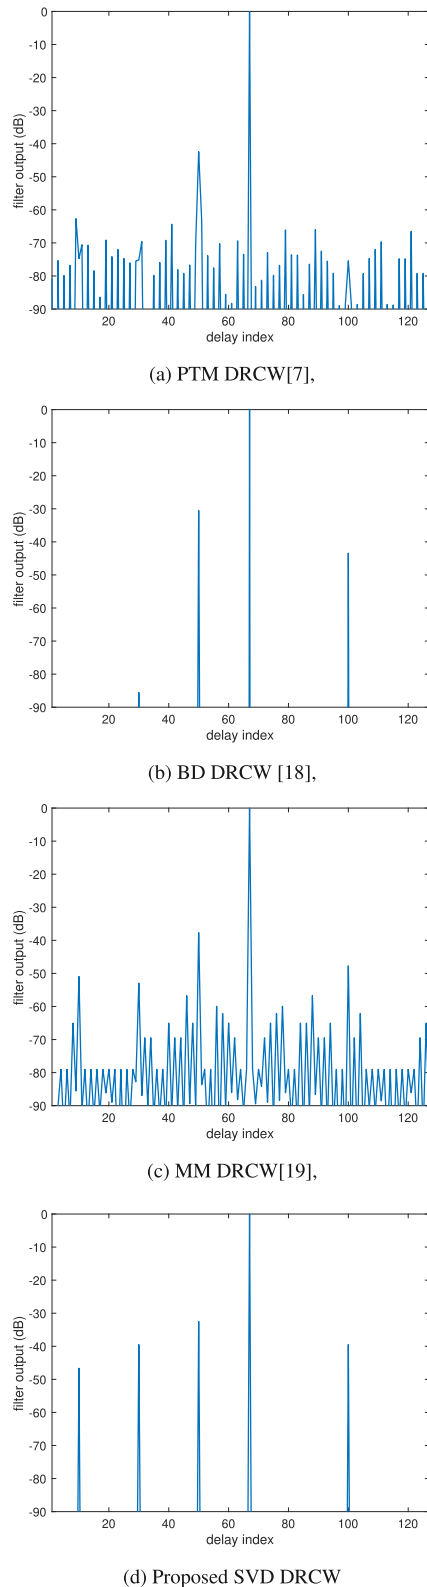 0
-10
-20
-30
-40
-50
-60
-70
-80
-90
filter output (dB)
20 40 60 80 100 120
delay index
(a) PTM DRCW[7],
0
-10
-20
-30
-40
-50
-60
-70
-80
-90
filter output (dB)
20 40 60 80 100 120
delay index
(b) BD DRCW [18],
0
-10
-20
-30
-40
-50
-60
-70
-80
-90
filter output (dB)
20 40 60 80 100 120
delay index
(c) MM DRCW[19],
0
-10
-20
-30
-40
-50
-60
-70
-80
-90
filter output (dB)
20 40 60 80 100 120
delay index
(d) Proposed SVD DRCW